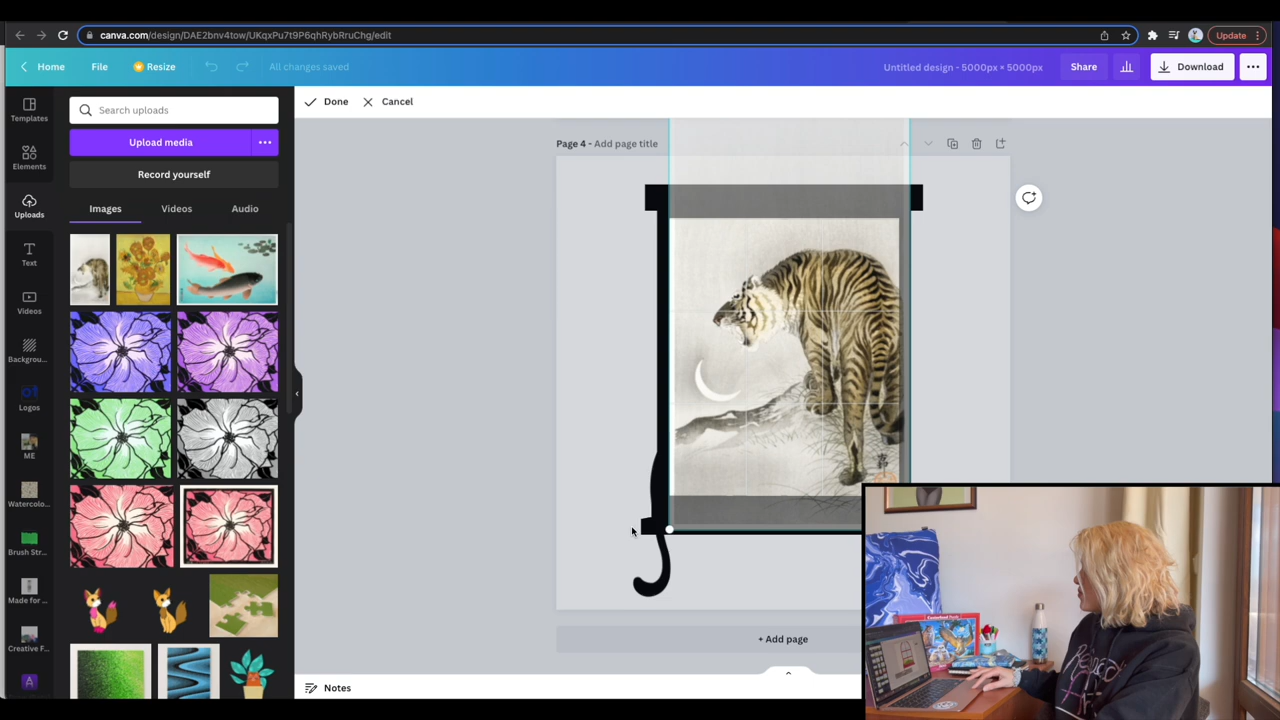 canva.com/design/DAE2bnv4tow/UKqxPu7t9P6qhRybRruChg/edit
Update
Home File Resize All changes saved Untitled design - 5000px × 5000px Share Download
Search uploads
Upload media
Record yourself
Images Videos Audio
Templates
Elements
Uploads
Text
Videos
Backgrou...
Logos
ME
Watercolo...
Brush Str...
Made for ...
Creative F...
Done Cancel
Page 4 - Add page title
+ Add page
Notes